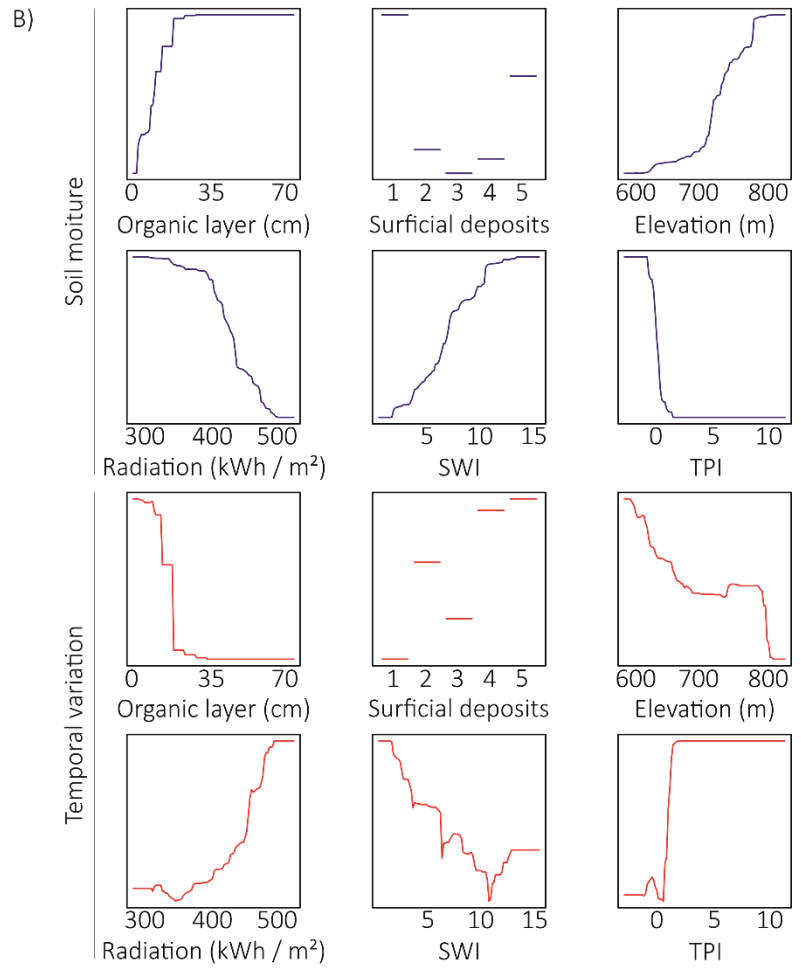 B)
Soil moiture
0 35 70
Organic layer (cm)
1 2 3 4 5
Surficial deposits
600 700 800
Elevation (m)
300 400 500
Radiation (kWh / m²)
5 10 15
SWI
0 5 10
TPI
Temporal variation
0 35 70
Organic layer (cm)
1 2 3 4 5
Surficial deposits
600 700 800
Elevation (m)
300 400 500
Radiation (kWh / m²)
5 10 15
SWI
0 5 10
TPI